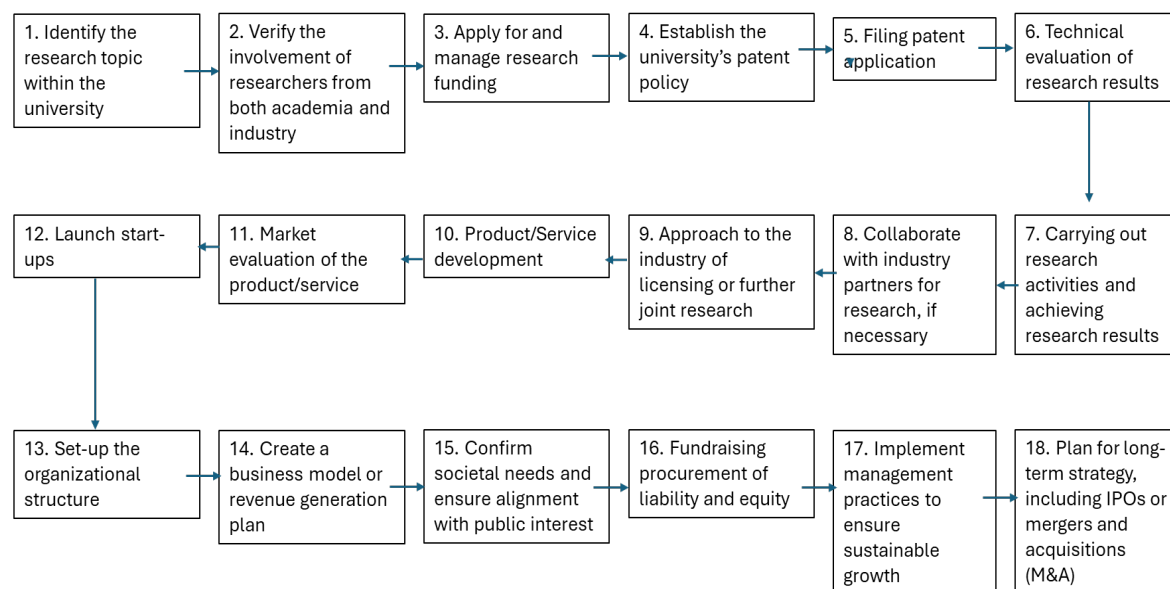 1. Identify the
research topic
within the
university
2. Verify the
involvement of
researchers from
both academia and
industry
3. Apply for and
manage research
funding
4. Establish the
university's patent
policy
5. Filing patent
application
6. Technical
evaluation of
research results
12. Launch start-
ups
11. Market
evaluation of the
product/service
10. Product/Service
development
9. Approach to the
industry of
licensing or further
joint research
8. Collaborate
with industry
partners for
research, if
necessary
7. Carrying out
research
activities and
achieving
research results
13. Set-up the
organizational
structure
14. Create a
business model or
revenue generation
plan
15. Confirm
societal needs and
ensure alignment
with public interest
16. Fundraising
procurement of
liability and equity
17. Implement
management
practices to
ensure
sustainable
growth
18. Plan for long-
term strategy,
including IPOs or
mergers and
acquisitions
(M&A)